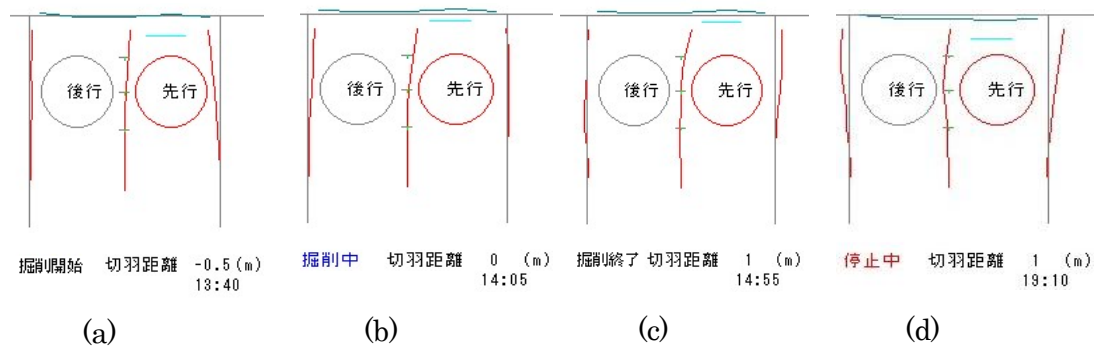 後行 先行
掘削開始 切羽距離 -0.5(m)
13:40
(a)
後行 先行
掘削中 切羽距離 0 (m)
14:05
(b)
後行 先行
掘削終了 切羽距離 1 (m)
14:55
(c)
後行 先行
停止中 切羽距離 1 (m)
19:10
(d)